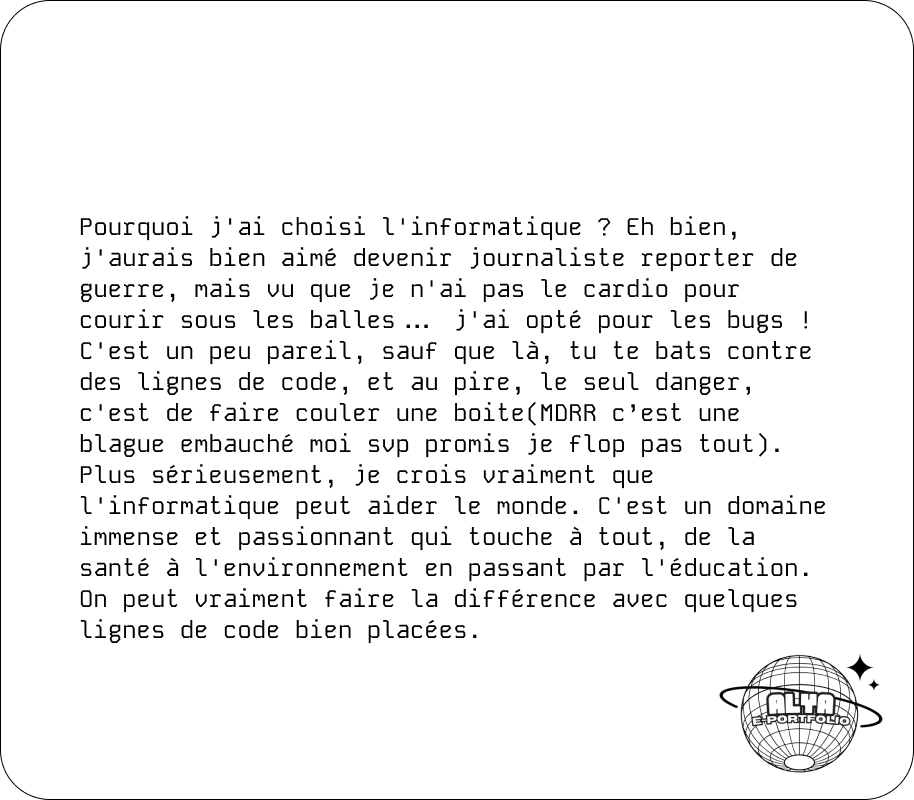 Pourquoi j'ai choisi l'informatique ? Eh bien,
j'aurais bien aimé devenir journaliste reporter de
guerre, mais vu que je n'ai pas le cardio pour
courir sous les balles... j'ai opté pour les bugs !
C'est un peu pareil, sauf que là, tu te bats contre
des lignes de code, et au pire, le seul danger,
c'est de faire couler une boite(MDRR c’est une
blague embauché moi svp promis je flop pas tout).
Plus sérieusement, je crois vraiment que
l'informatique peut aider le monde. C'est un domaine
immense et passionnant qui touche à tout, de la
santé à l'environnement en passant par l'éducation.
On peut vraiment faire la différence avec quelques
lignes de code bien placées.
ALYA
E-PORTFOLIO